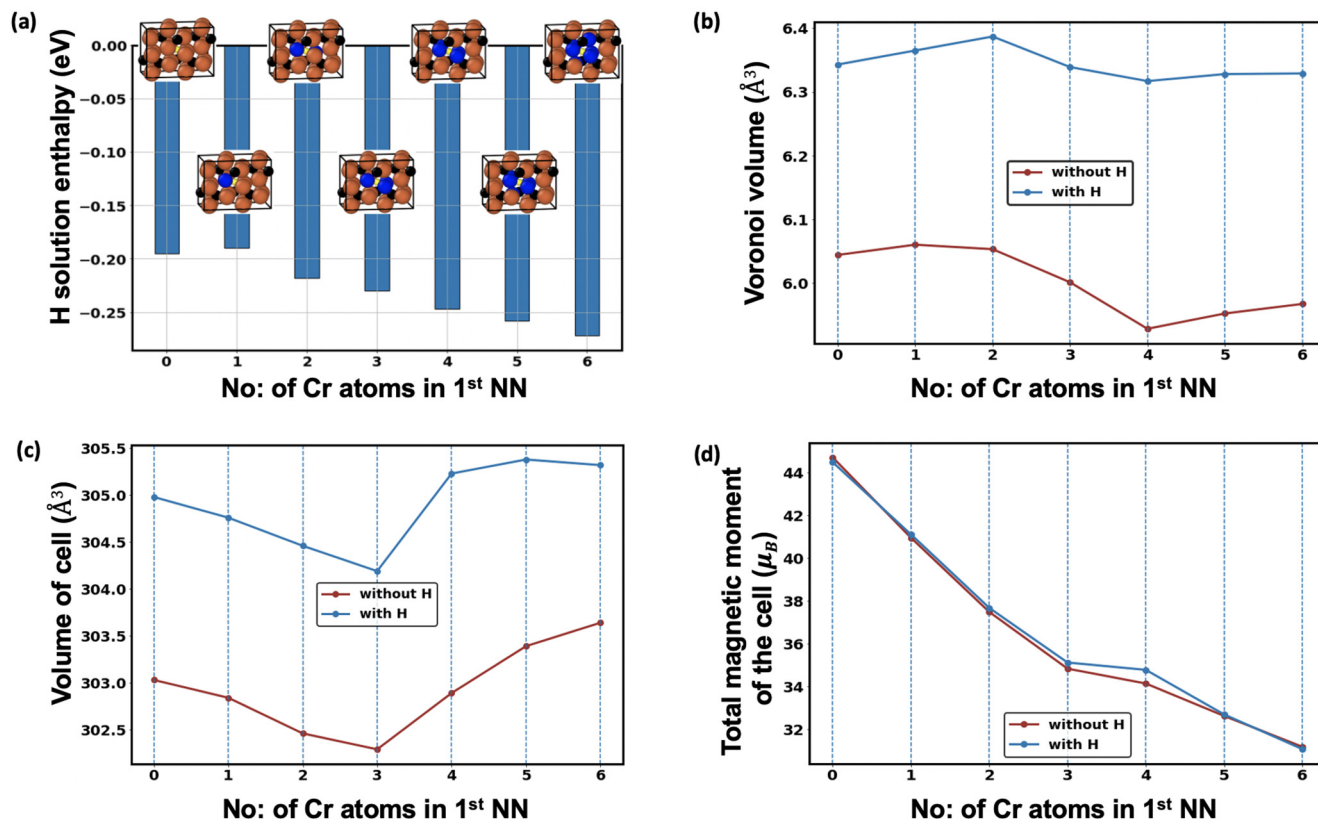 (a)
H solution enthalpy (eV)
0.00
−0.05
−0.10
−0.15
−0.20
−0.25
0 1 2 3 4 5 6
No: of Cr atoms in 1st NN
(b)
Voronoi volume (Å³)
6.4
6.3
6.2
6.1
6.0
without H
with H
0 1 2 3 4 5 6
No: of Cr atoms in 1st NN
(c)
Volume of cell (Å³)
305.5
305.0
304.5
304.0
303.5
303.0
302.5
without H
with H
0 1 2 3 4 5 6
No: of Cr atoms in 1st NN
(d)
Total magnetic moment
of the cell (μB)
44
42
40
38
36
34
32
without H
with H
0 1 2 3 4 5 6
No: of Cr atoms in 1st NN